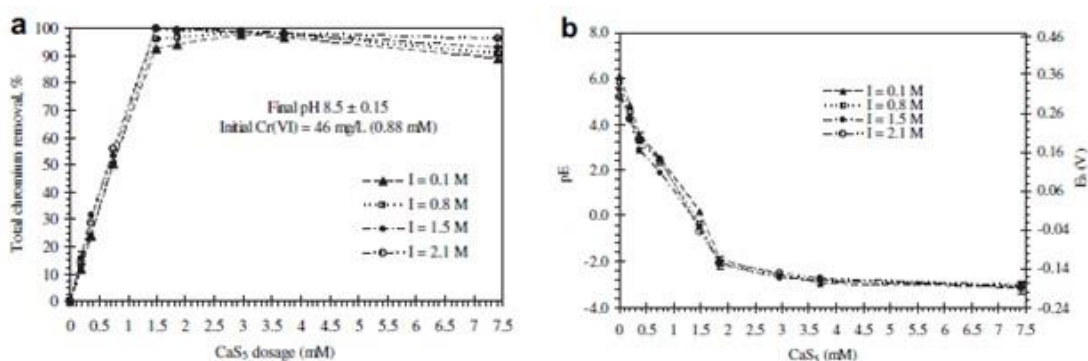 a
100
90
80
70
60
50
40
30
20
10
0
Total chromium removal, %
Final pH 8.5 ± 0.15
Initial Cr(VI) = 46 mg/L (0.88 mM)
I = 0.1 M
I = 0.8 M
I = 1.5 M
I = 2.1 M
0 0.5 1 1.5 2 2.5 3 3.5 4 4.5 5 5.5 6 6.5 7 7.5
CaS5 dosage (mM)
b
8.0
6.0
4.0
2.0
0.0
-2.0
-4.0
pE
I = 0.1 M
I = 0.8 M
I = 1.5 M
I = 2.1 M
0.46
0.36
0.26
0.16
0.06
-0.04
-0.14
-0.24
Eh (V)
0 0.5 1 1.5 2 2.5 3 3.5 4 4.5 5 5.5 6 6.5 7 7.5
CaS5 (mM)